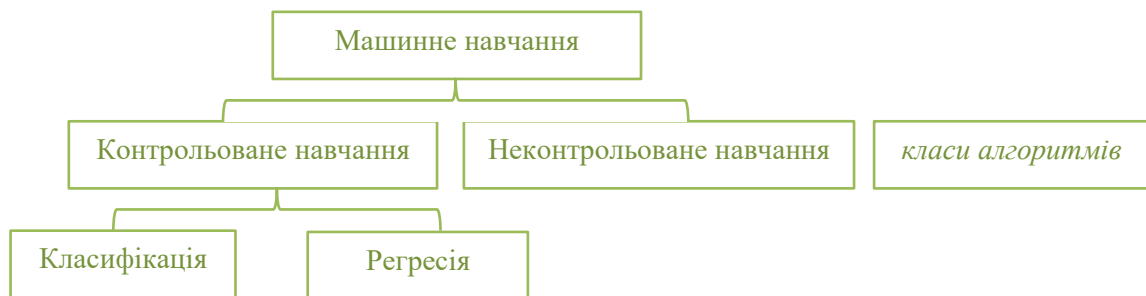 Машинне навчання
Контрольоване навчання
Неконтрольоване навчання
класи алгоритмів
Класифікація
Регресія